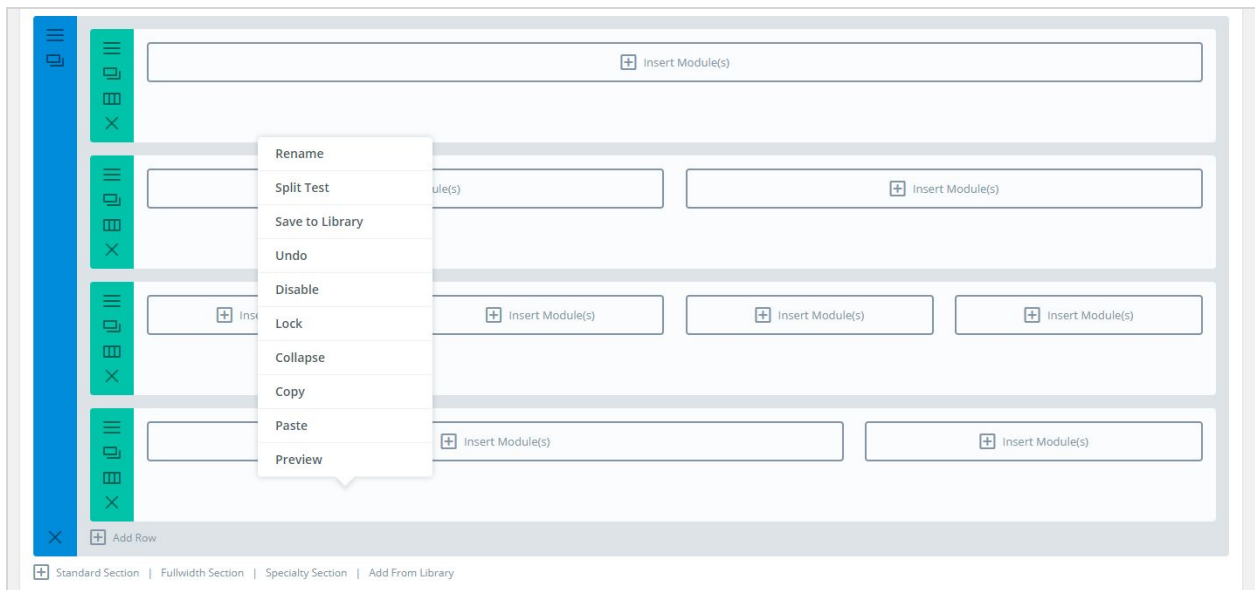 Insert Module(s)
Rename
Split Test
ule(s)
Insert Module(s)
Save to Library
Undo
Disable
Inse
Insert Module(s)
Insert Module(s)
Insert Module(s)
Lock
Collapse
Copy
Paste
Insert Module(s)
Insert Module(s)
Preview
Add Row
Standard Section | Fullwidth Section | Specialty Section | Add From Library